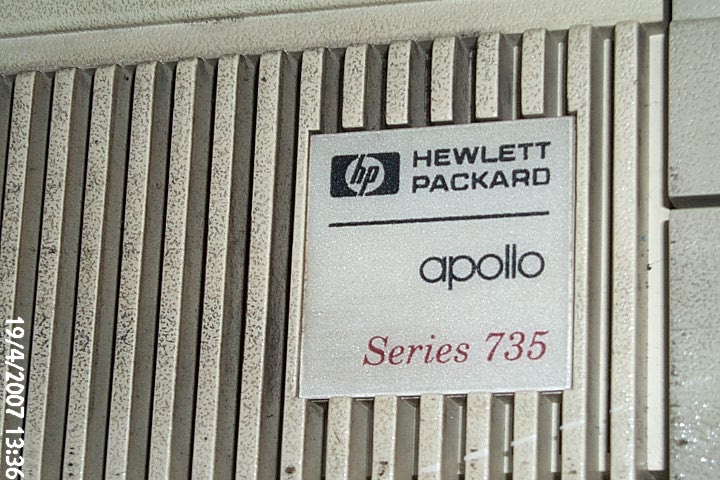 hp HEWLETT
PACKARD
apollo
Series 735
19/4/2007 13:36